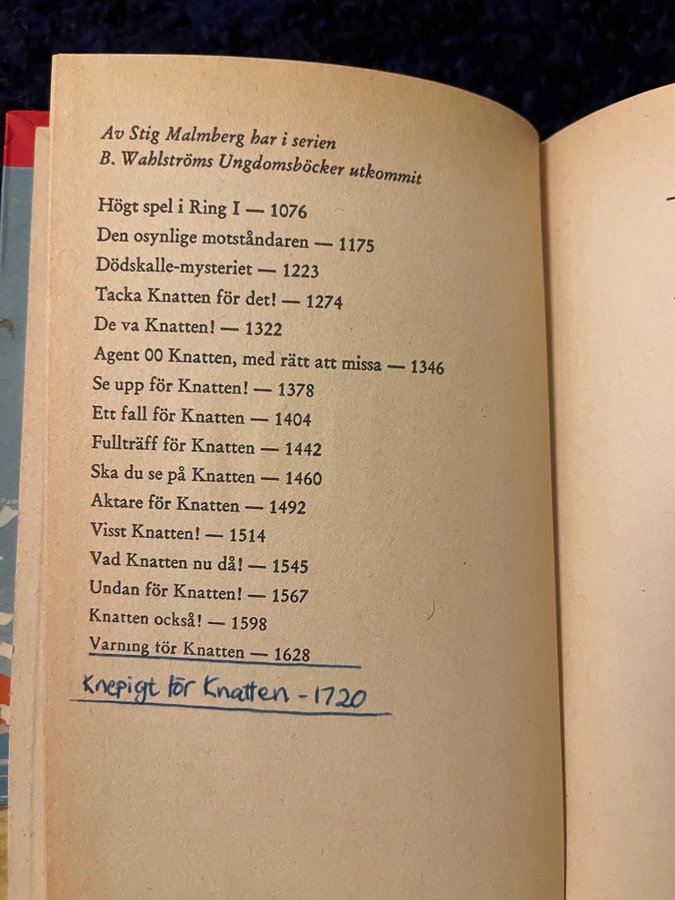 Av Stig Malmberg har i serien
B. Wahlströms Ungdomsböcker utkommit
Högt spel i Ring I — 1076
Den osynlige motståndaren — 1175
Dödskalle-mysteriet — 1223
Tacka Knatten för det! — 1274
De va Knatten! — 1322
Agent 00 Knatten, med rätt att missa — 1346
Se upp för Knatten! — 1378
Ett fall för Knatten — 1404
Fullträff för Knatten — 1442
Ska du se på Knatten — 1460
Aktare för Knatten — 1492
Visst Knatten! — 1514
Vad Knatten nu då! — 1545
Undan för Knatten! — 1567
Knatten också! — 1598
Varning för Knatten — 1628
Knepigt för Knatten - 1720